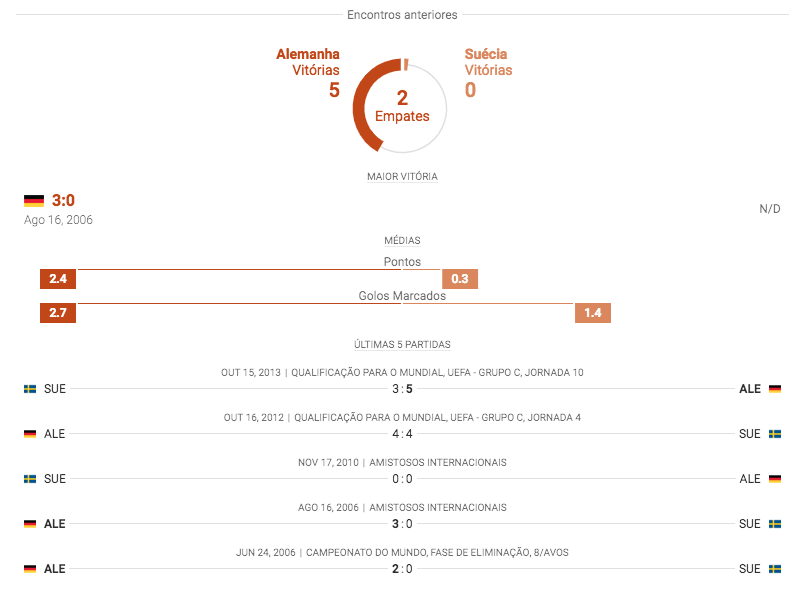 Encontros anteriores
Alemanha
Vitórias
5
2
Empates
Suécia
Vitórias
0
MAIOR VITÓRIA
3:0
Ago 16, 2006
N/D
MÉDIAS
Pontos
2.4 0.3
Golos Marcados
2.7 1.4
ÚLTIMAS 5 PARTIDAS
OUT 15, 2013 | QUALIFICAÇÃO PARA O MUNDIAL, UEFA - GRUPO C, JORNADA 10
SUE 3:5 ALE
OUT 16, 2012 | QUALIFICAÇÃO PARA O MUNDIAL, UEFA - GRUPO C, JORNADA 4
ALE 4:4 SUE
NOV 17, 2010 | AMISTOSOS INTERNACIONAIS
SUE 0:0 ALE
AGO 16, 2006 | AMISTOSOS INTERNACIONAIS
ALE 3:0 SUE
JUN 24, 2006 | CAMPEONATO DO MUNDO, FASE DE ELIMINAÇÃO, 8/AVOS
ALE 2:0 SUE